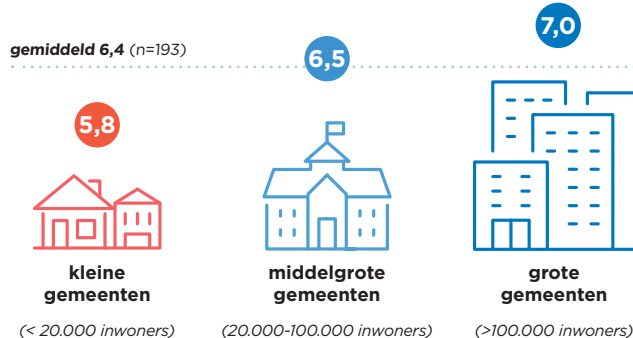 7,0
gemiddeld 6,4 (n=193)
6,5
5,8
kleine
gemeenten
(< 20.000 inwoners)
middelgrote
gemeenten
(20.000-100.000 inwoners)
grote
gemeenten
(>100.000 inwoners)